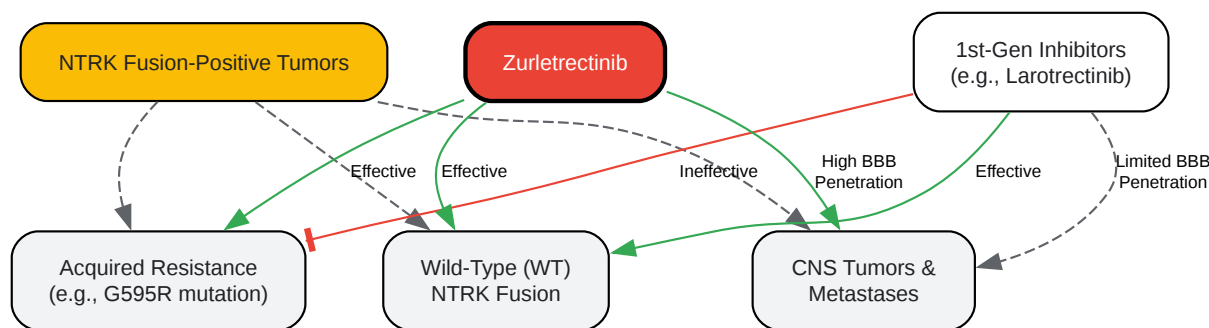 NTRK Fusion-Positive Tumors
Zurletrectinib
1st-Gen Inhibitors
(e.g., Larotrectinib)
Effective
Effective
Ineffective
High BBB
Penetration
Effective
Limited BBB
Penetration
Acquired Resistance
(e.g., G595R mutation)
Wild-Type (WT)
NTRK Fusion
CNS Tumors &
Metastases